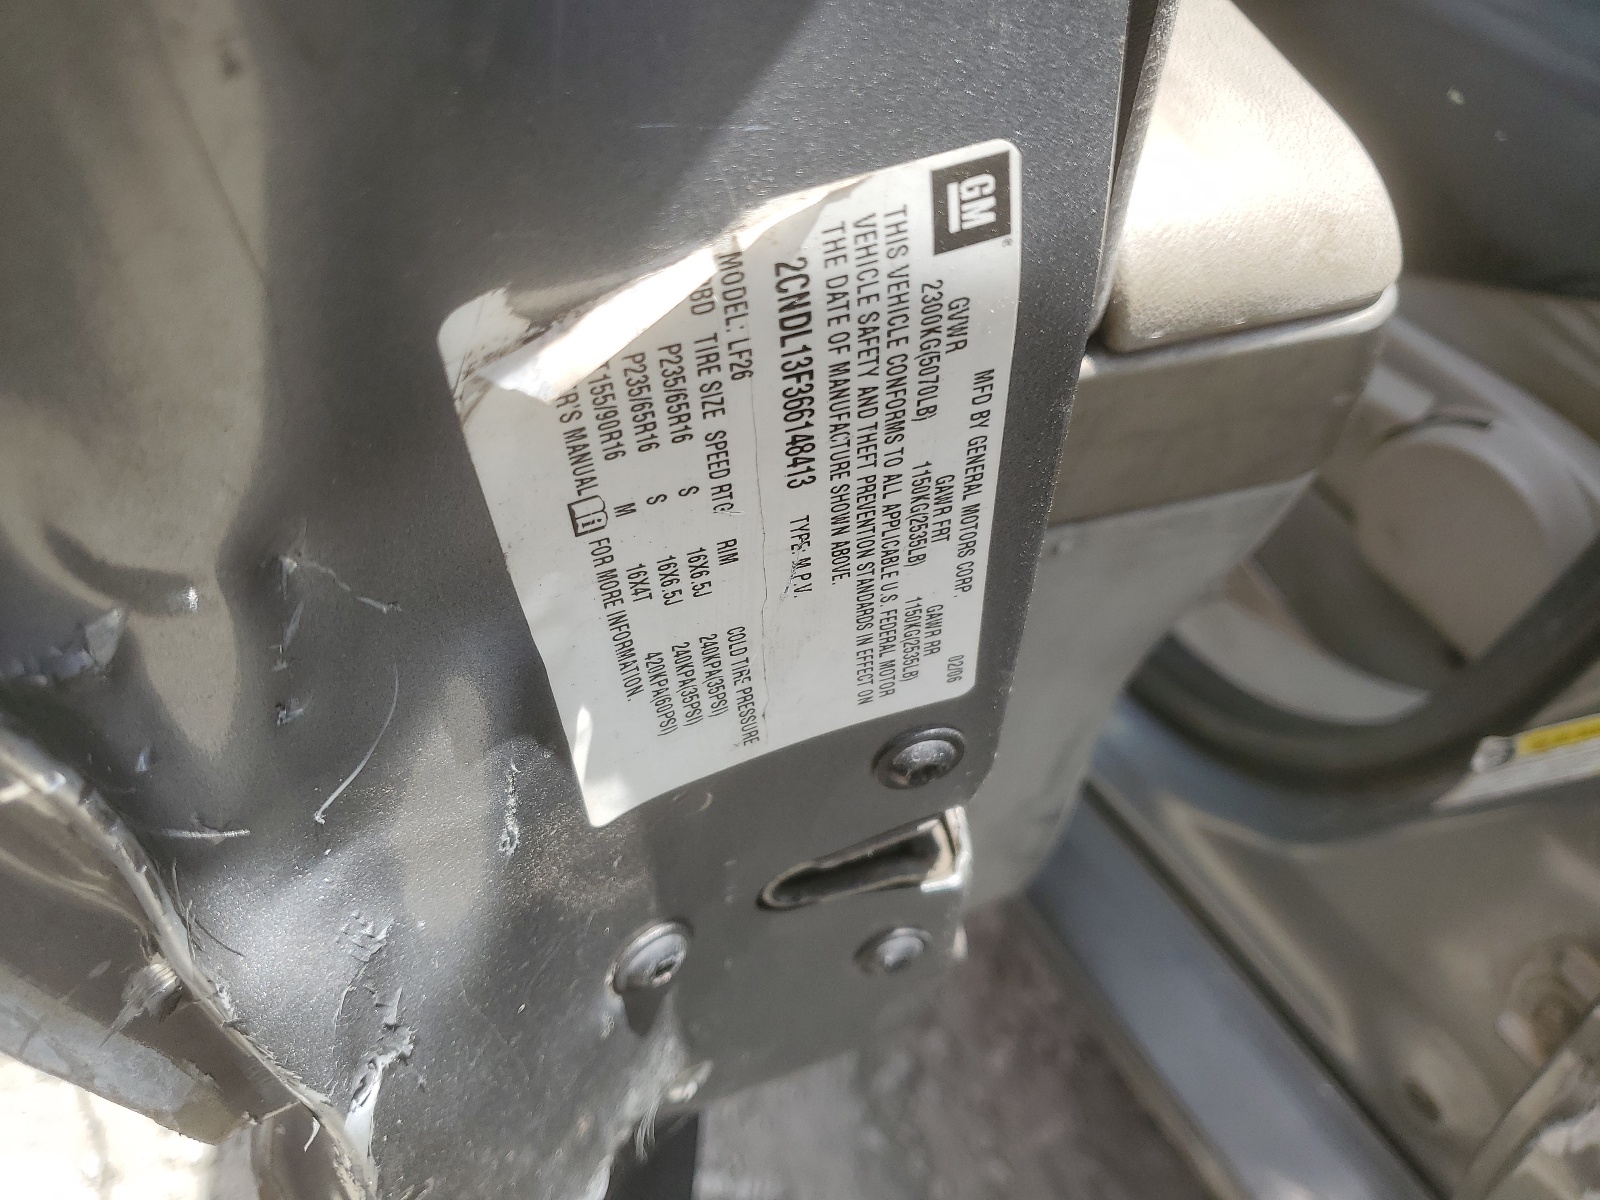 GM®
MFD BY GENERAL MOTORS CORP. 02/06
GVWR GAWR FRT GAWR RR
2300KG(5070LB) 1150KG(2535LB) 1150KG(2535LB)
THIS VEHICLE CONFORMS TO ALL APPLICABLE U.S. FEDERAL MOTOR
VEHICLE SAFETY AND THEFT PREVENTION STANDARDS IN EFFECT ON
THE DATE OF MANUFACTURE SHOWN ABOVE.
2CNDL13F366148413 TYPE: M.P.V.
MODEL: LF26
TIRE SIZE SPEED RTG RIM COLD TIRE PRESSURE
P235/65R16 S 16X6.5J 240KPA(35PSI)
P235/65R16 S 16X6.5J 240KPA(35PSI)
T155/90R16 M 16X4T 420KPA(60PSI)
MANUAL FOR MORE INFORMATION.